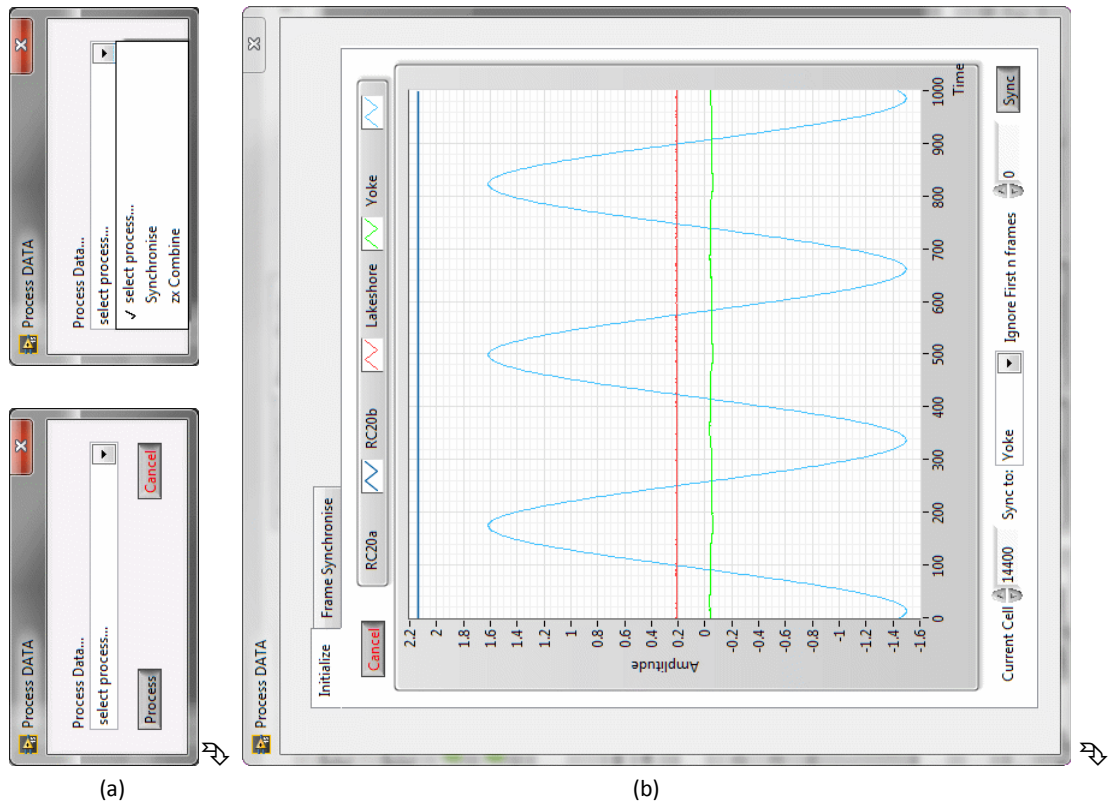 Process DATA
Process Data...
select process...
Process Cancel
Process DATA
Process Data...
select process...
✓ select process...
Synchronise
zx Combine
(a)
Process DATA
Initialize Frame Synchronise
Cancel RC20a RC20b Lakeshore Yoke
Amplitude
2.2
2
1.8
1.6
1.4
1.2
1
0.8
0.6
0.4
0.2
0
-0.2
-0.4
-0.6
-0.8
-1
-1.2
-1.4
-1.6
0 100 200 300 400 500 600 700 800 900 1000
Time
Current Cell 14400 Sync to: Yoke Ignore First n frames 0 Sync
(b)